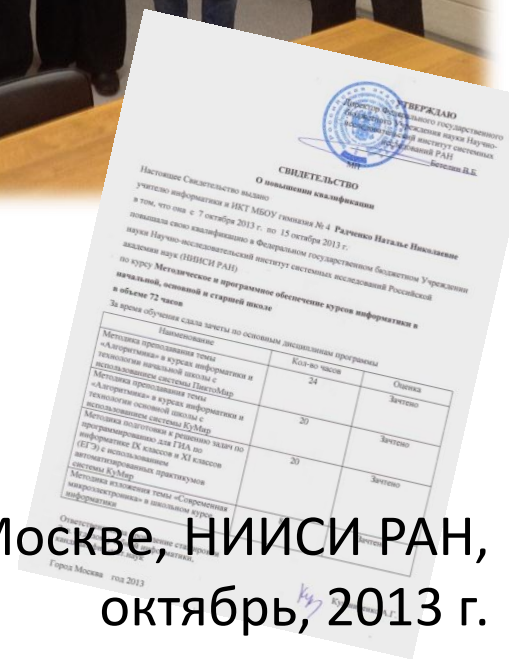 УТВЕРЖДАЮ
Директор Федерального государственного
бюджетного учреждения науки Научно-
исследовательский институт системных
исследований РАН
Бетелин В.Б.
МП
СВИДЕТЕЛЬСТВО
О повышении квалификации
Настоящее Свидетельство выдано
учителю информатики и ИКТ МБОУ гимназия № 4 Радченко Наталье Николаевне
в том, что она с 7 октября 2013 г. по 15 октября 2013 г.
повышала свою квалификацию в Федеральном государственном бюджетном Учреждении
науки Научно-исследовательский институт системных исследований Российской
академии наук (НИИСИ РАН)
по курсу Методическое и программное обеспечение курсов информатики в
начальной, основной и старшей школе
в объеме 72 часов
За время обучения сдала зачеты по основным дисциплинам программы
Наименование Кол-во часов Оценка
Методика преподавания темы
«Алгоритмика» в курсах информатики и
технологии начальной школы с
использованием системы ПиктоМир
24 Зачтено
Методика преподавания темы
«Алгоритмика» в курсах информатики и
технологии основной школы с
использованием системы КуМир
20 Зачтено
Методика подготовки к решению задач по
программированию для ГИА по
информатике IX классов и XI классов
(ЕГЭ) с использованием
автоматизированных практикумов
системы КуМир
20 Зачтено
Методика изложения темы «Современная
микроэлектроника» в школьном курсе
информатики
Зачтено
Город Москва год 2013
Москве, НИИСИ РАН,
октябрь, 2013 г.